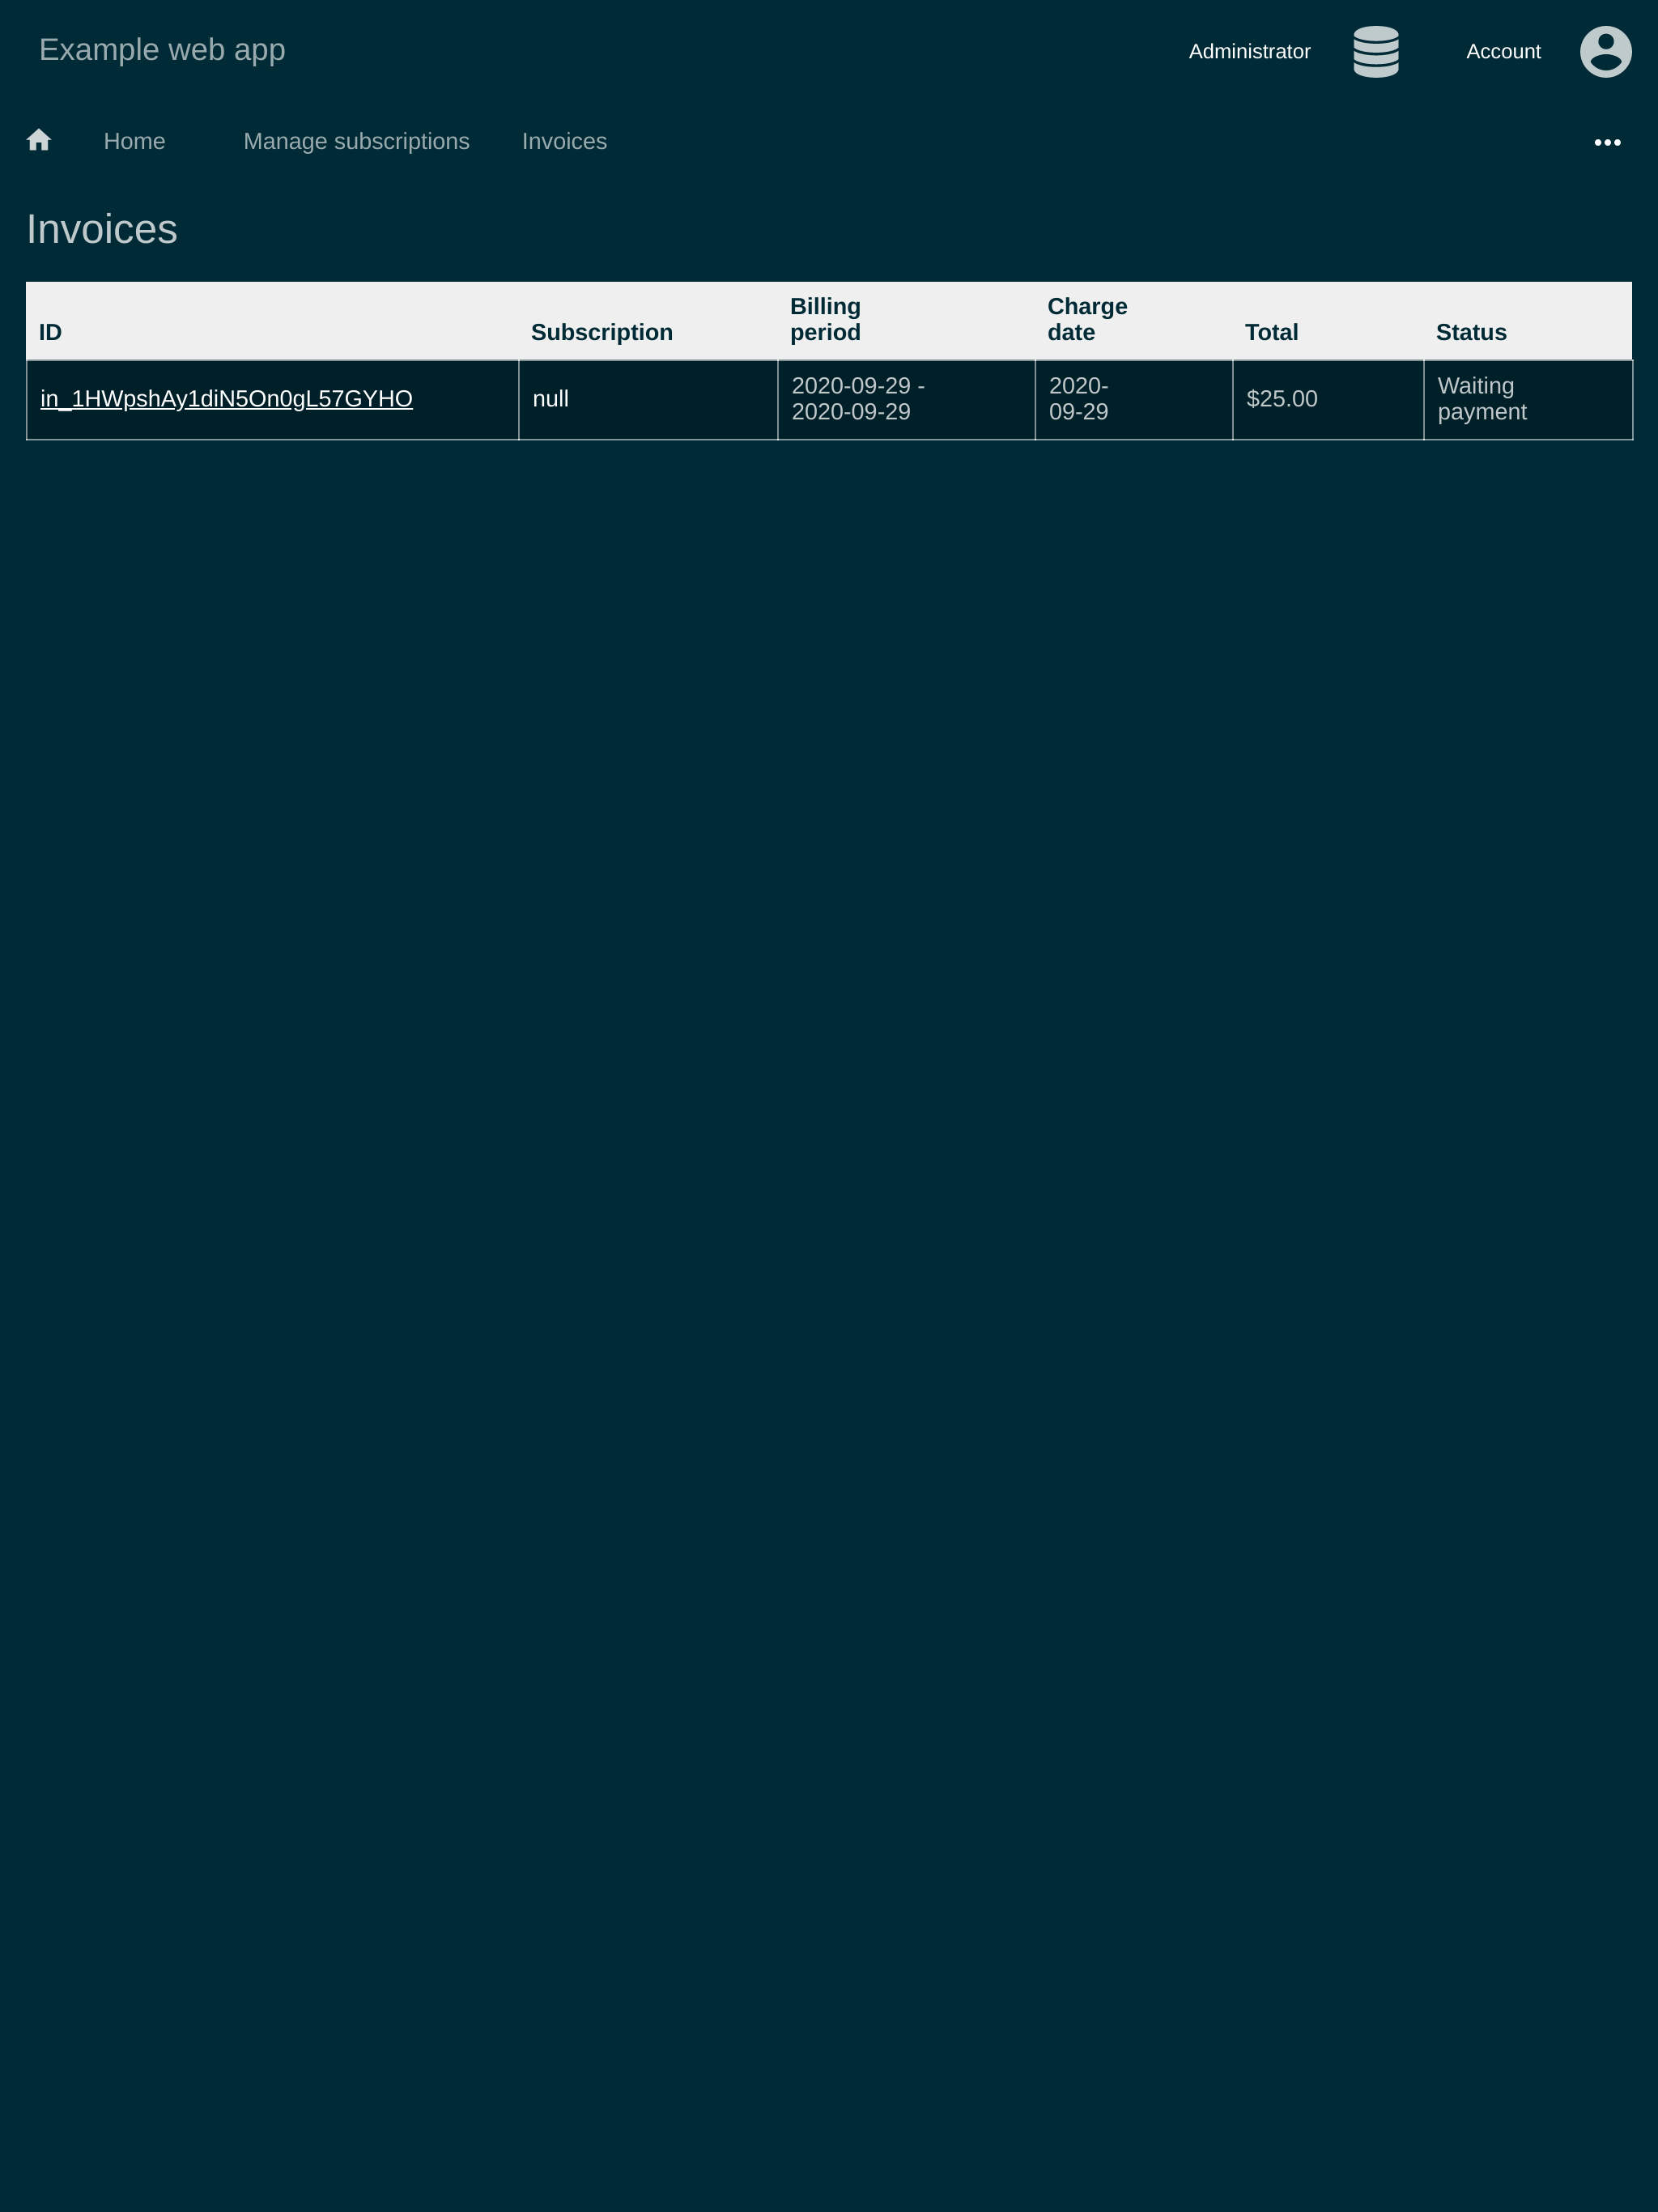 Example web app
Administrator
Account
Home
Manage subscriptions
Invoices
Invoices
ID
Subscription
Billing
period
Charge
date
Total
Status
in_1HWpshAy1diN5On0gL57GYHO
null
2020-09-29 -
2020-09-29
2020-
09-29
$25.00
Waiting
payment